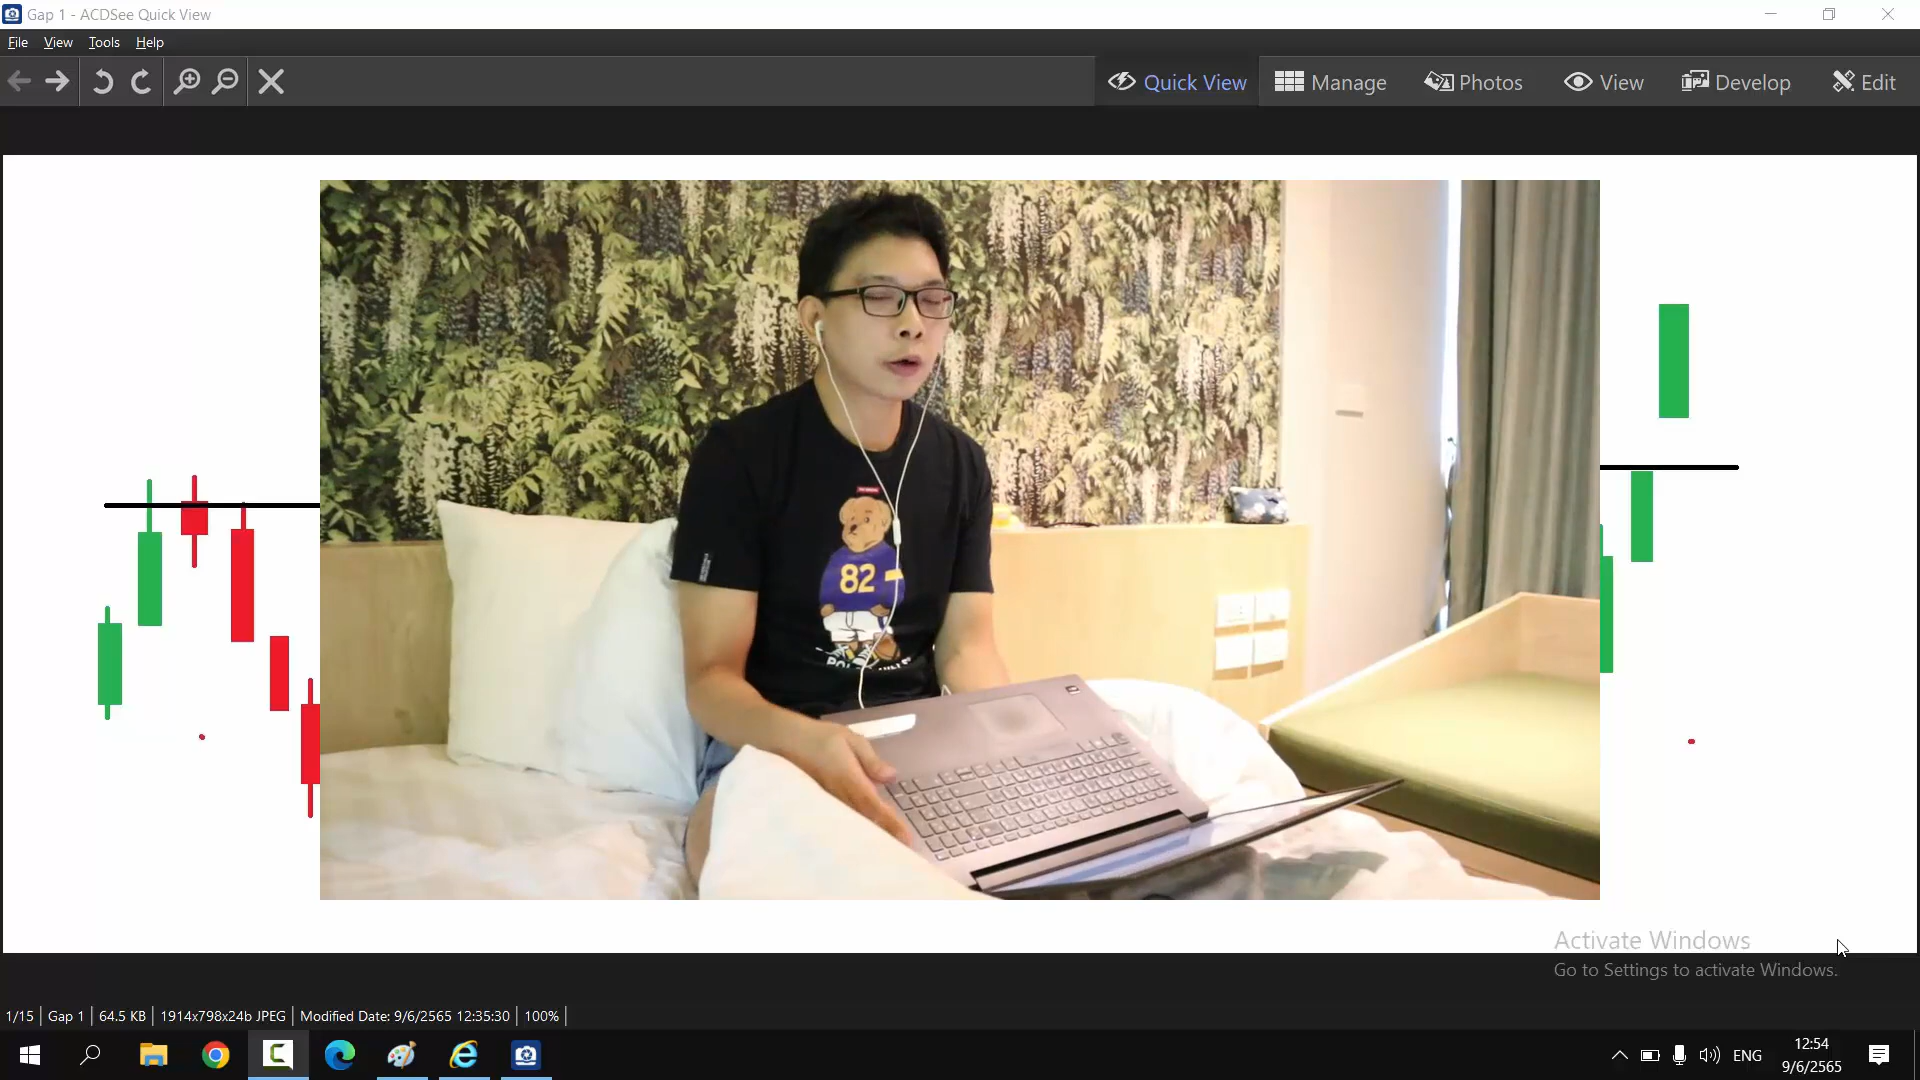 Gap 1 - ACDSee Quick View
File View Tools Help
Quick View Manage Photos View Develop Edit
82
Activate Windows
Go to Settings to activate Windows.
1/15 Gap 1 64.5 KB 1914x798x24b JPEG Modified Date: 9/6/2565 12:35:30 100%
ENG
12:54
9/6/2565